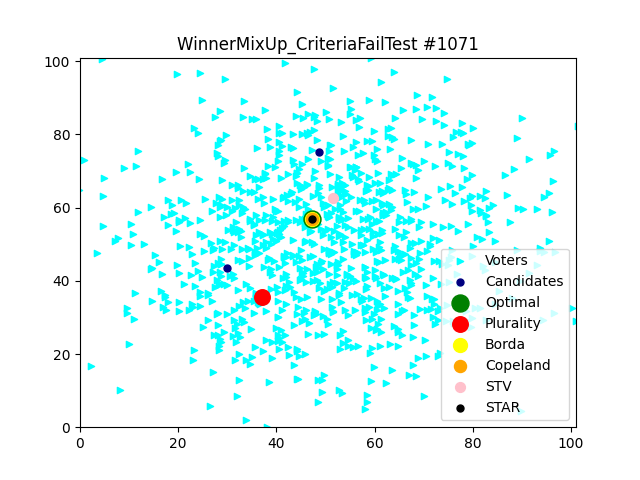 WinnerMixUp_CriteriaFailTest #1071
100
80
60
40
20
0
0 20 40 60 80 100
Voters
Candidates
Optimal
Plurality
Borda
Copeland
STV
STAR